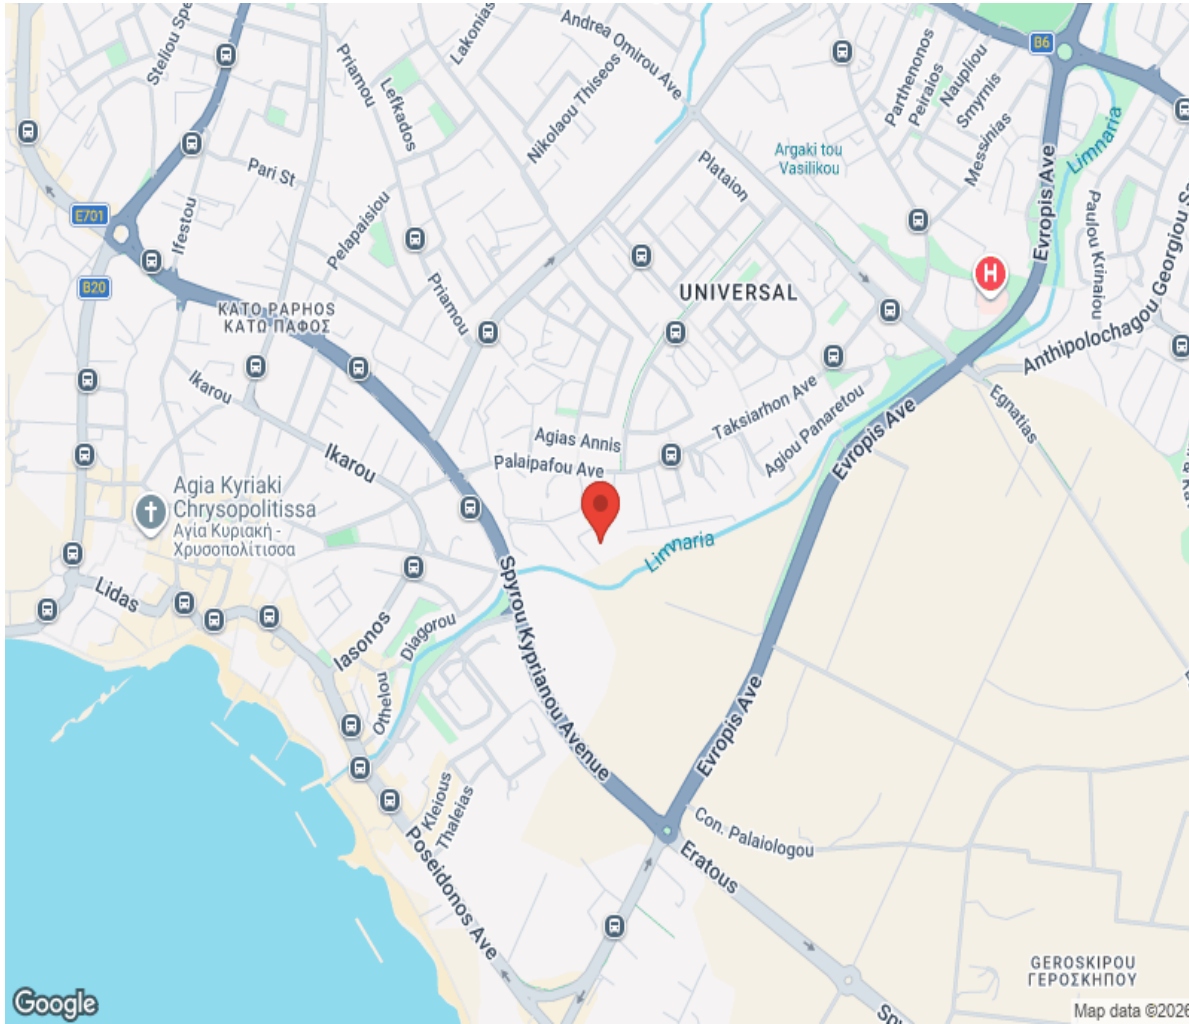 Steliou Spe
Priamou
Lakonias
Andrea Omirou Ave
B6
Lefkados
Nikolaou Thiseos
Parthenonos
Peiraios
Naupliou
Smyrnis
Messinias
Limnaria
Argaki tou
Vasilikou
Plataion
Evropis Ave
Paulou Krinaiou
Pari St
E701
Ifestou
Pelapaisiou
Priamou
H
B20
KATO PAPHOS
ΚΑΤΩ ΠΑΦΟΣ
UNIVERSAL
Anthipolochagou Georgiou Sa
Ikarou
Ikarou
Taksiarhon Ave
Agiou Panaretou
Evropis Ave
Egnatias
Agias Annis
Palaipafou Ave
Agia Kyriaki
Chrysopolitissa
Αγία Κυριακή -
Χρυσοπολίτισσα
Limnaria
Lidas
Iasonos
Diagorou
Othelou
Spyrou Kyprianou Avenue
Evropis Ave
Kleious
Thaleias
Poseidonos Ave
Con. Palaiologou
Eratous
GEROSKIPOU
ΓΕΡΟΣΚΗΠΟΥ
Google
Map data ©2026